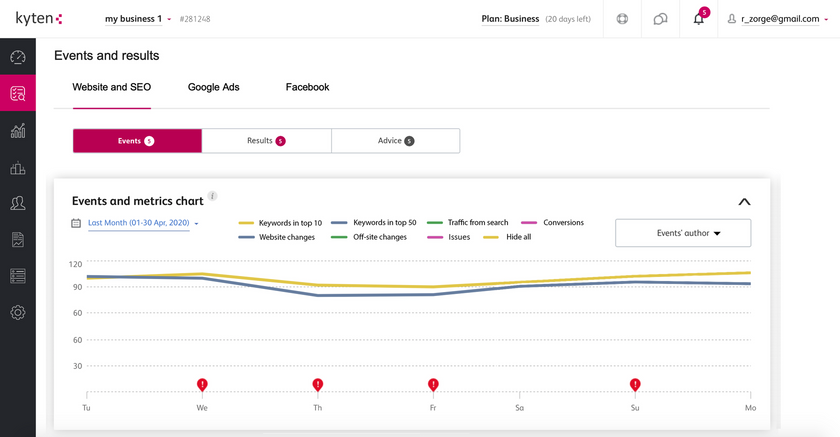 kyten
my business 1 #281248 Plan: Business (20 days left) 5 r_zorge@gmail.com
Events and results
Website and SEO Google Ads Facebook
Events 5 Results 5 Advice 5
Events and metrics chart i
Last Month (01-30 Apr, 2020) Keywords in top 10 Keywords in top 50 Traffic from search Conversions
Website changes Off-site changes Issues Hide all
Events' author
120
90
60
60
30
! ! ! !
Tu We Th Fr Sa Su Mo